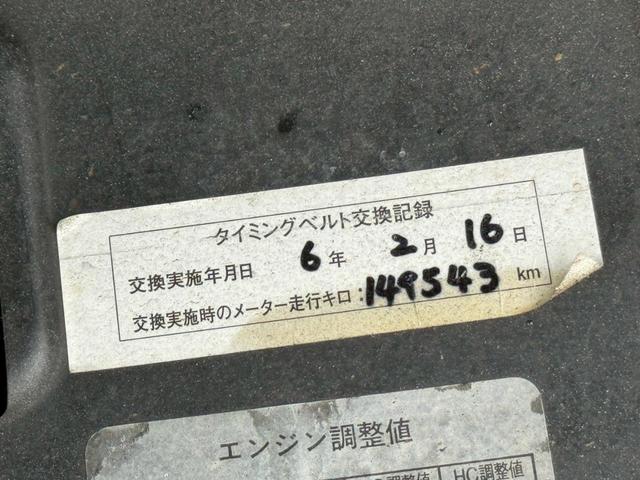 タイミングベルト交換記録
交換実施年月日 6年 2月 16日
交換実施時のメーター走行キロ:149543 km
エンジン調整値
HC調整値